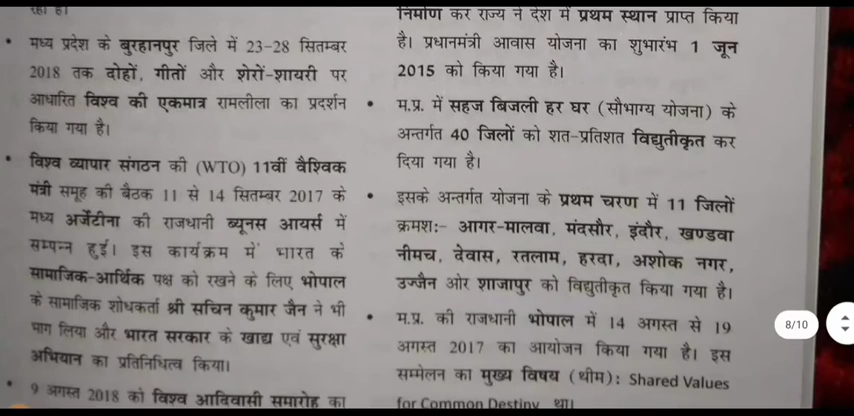 रहा है।
• मध्य प्रदेश के बुरहानपुर जिले में 23-28 सितम्बर
2018 तक दोहों, गीतों और शेरों-शायरी पर
आधारित विश्व की एकमात्र रामलीला का प्रदर्शन
किया गया है।
• विश्व व्यापार संगठन की (WTO) 11वीं वैश्विक
मंत्री समूह की बैठक 11 से 14 सितम्बर 2017 के
मध्य अर्जेंटीना की राजधानी ब्यूनस आयर्स में
सम्पन्न हुई। इस कार्यक्रम में भारत के
सामाजिक-आर्थिक पक्ष को रखने के लिए भोपाल
के सामाजिक शोधकर्ता श्री सचिन कुमार जैन ने भी
भाग लिया और भारत सरकार के खाद्य एवं सुरक्षा
अभियान का प्रतिनिधित्व किया।
• 9 अगस्त 2018 को विश्व आदिवासी समारोह का
निर्माण कर राज्य ने देश में प्रथम स्थान प्राप्त किया
है। प्रधानमंत्री आवास योजना का शुभारंभ 1 जून
2015 को किया गया है।
• म.प्र. में सहज बिजली हर घर (सौभाग्य योजना) के
अन्तर्गत 40 जिलों को शत-प्रतिशत विद्युतीकृत कर
दिया गया है।
• इसके अन्तर्गत योजना के प्रथम चरण में 11 जिलों
क्रमश:- आगर-मालवा, मंदसौर, इंदौर, खण्डवा
नीमच, देवास, रतलाम, हरदा, अशोक नगर,
उज्जैन ओर शाजापुर को विद्युतीकृत किया गया है।
• म.प्र. की राजधानी भोपाल में 14 अगस्त से 19
अगस्त 2017 का आयोजन किया गया है। इस
सम्मेलन का मुख्य विषय (थीम): Shared Values
for Common Destiny था।
8/10